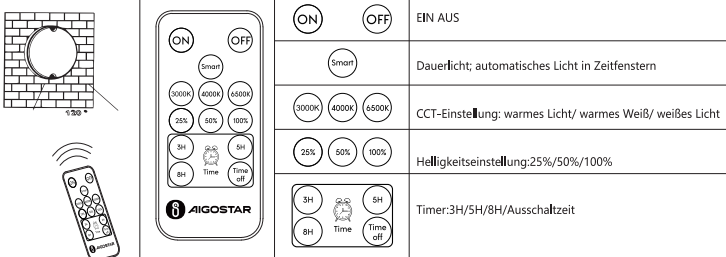 120°
ON OFF
Smart
3000K 4000K 6500K
25% 50% 100%
3H 5H
8H Time Time off
AIGOSTAR
ON OFF EIN AUS
Smart Dauerlicht; automatisches Licht in Zeitfenstern
3000K 4000K 6500K CCT-Einstellung: warmes Licht/ warmes Weiß/ weißes Licht
25% 50% 100% Helligkeitseinstellung:25%/50%/100%
3H 5H Timer:3H/5H/8H/Ausschaltzeit
8H Time Time off